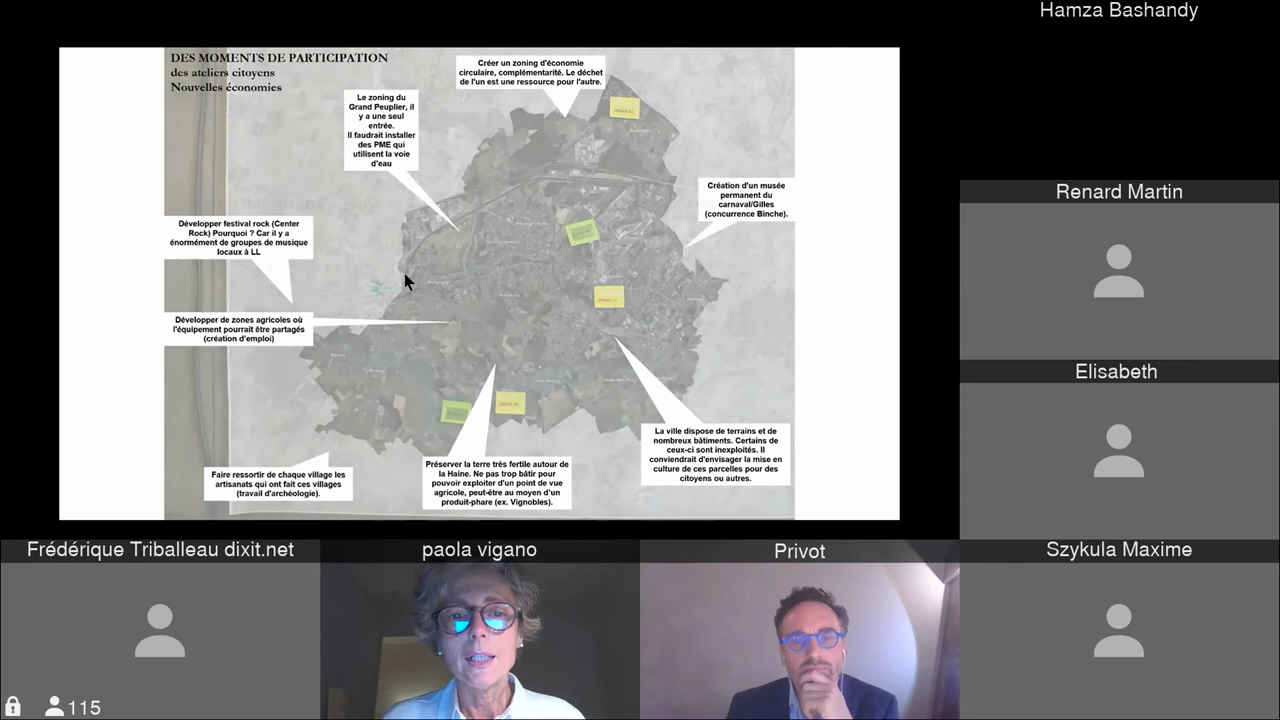 Hamza Bashandy
DES MOMENTS DE PARTICIPATION
des ateliers citoyens
Nouvelles économies
Créer un zoning d'économie
circulaire, complémentarité. Le déchet
de l'un est une ressource pour l'autre.
Le zoning du
Grand Peuplier, il
y a une seul
entrée.
Il faudrait installer
des PME qui
utilisent la voie
d'eau
Création d'un musée
permanent du
carnaval/Gilles
(concurrence Binche).
Développer festival rock (Center
Rock) Pourquoi ? Car il y a
énormément de groupes de musique
locaux à LL
Développer de zones agricoles où
l'équipement pourrait être partagés
(création d'emploi)
La ville dispose de terrains et de
nombreux bâtiments. Certains de
ceux-ci sont inexploités. Il
conviendrait d'envisager la mise en
culture de ces parcelles pour des
citoyens ou autres.
Préserver la terre très fertile autour de
la Haine. Ne pas trop bâtir pour
pouvoir exploiter d'un point de vue
agricole, peut-être au moyen d'un
produit-phare (ex. Vignobles).
Faire ressortir de chaque village les
artisanats qui ont fait ces villages
(travail d'archéologie).
Renard Martin
Elisabeth
Frédérique Triballeau dixit.net
paola vigano
Privot
Szykula Maxime
115